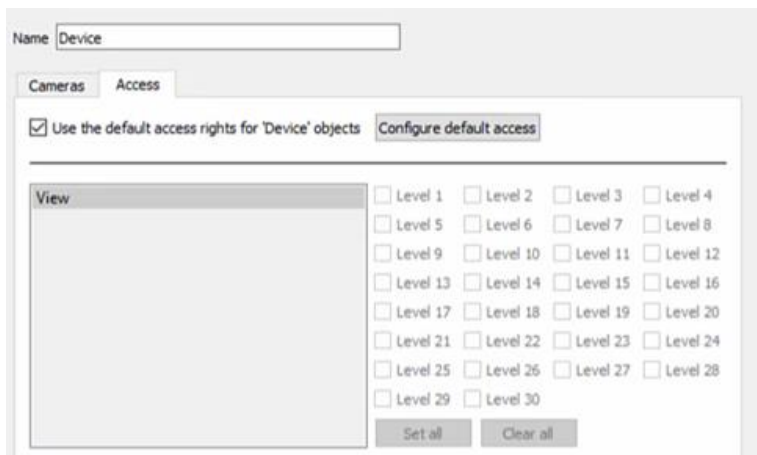 Name Device
Cameras Access
Use the default access rights for 'Device' objects Configure default access
View
Level 1 Level 2 Level 3 Level 4
Level 5 Level 6 Level 7 Level 8
Level 9 Level 10 Level 11 Level 12
Level 13 Level 14 Level 15 Level 16
Level 17 Level 18 Level 19 Level 20
Level 21 Level 22 Level 23 Level 24
Level 25 Level 26 Level 27 Level 28
Level 29 Level 30
Set all Clear all